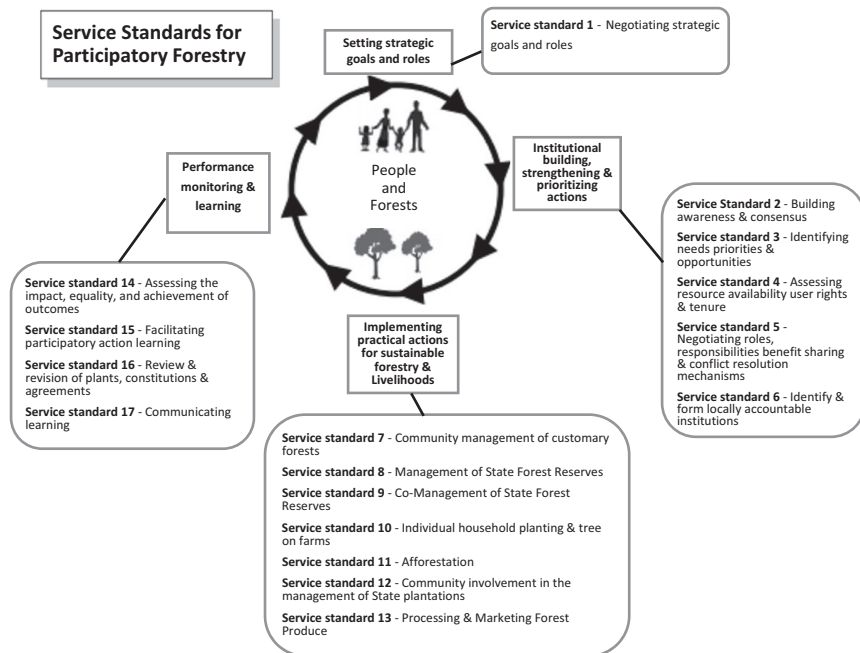 Service Standards for
Participatory Forestry
Setting strategic
goals and roles
Service standard 1 - Negotiating strategic
goals and roles
People
and
Forests
Institutional
building,
strengthening &
prioritizing
actions
Service Standard 2 - Building
awareness & consensus
Service standard 3 - Identifying
needs priorities &
opportunities
Service standard 4 - Assessing
resource availability user rights
& tenure
Service standard 5 -
Negotiating roles,
responsibilities benefit sharing
& conflict resolution
mechanisms
Service standard 6 - Identify &
form locally accountable
institutions
Implementing
practical actions
for sustainable
forestry &
Livelihoods
Service standard 7 - Community management of customary
forests
Service standard 8 - Management of State Forest Reserves
Service standard 9 - Co-Management of State Forest
Reserves
Service standard 10 - Individual household planting & tree
on farms
Service standard 11 - Afforestation
Service standard 12 - Community involvement in the
management of State plantations
Service standard 13 - Processing & Marketing Forest
Produce
Performance
monitoring &
learning
Service standard 14 - Assessing the
impact, equality, and achievement of
outcomes
Service standard 15 - Facilitating
participatory action learning
Service standard 16 - Review &
revision of plants, constitutions &
agreements
Service standard 17 - Communicating
learning